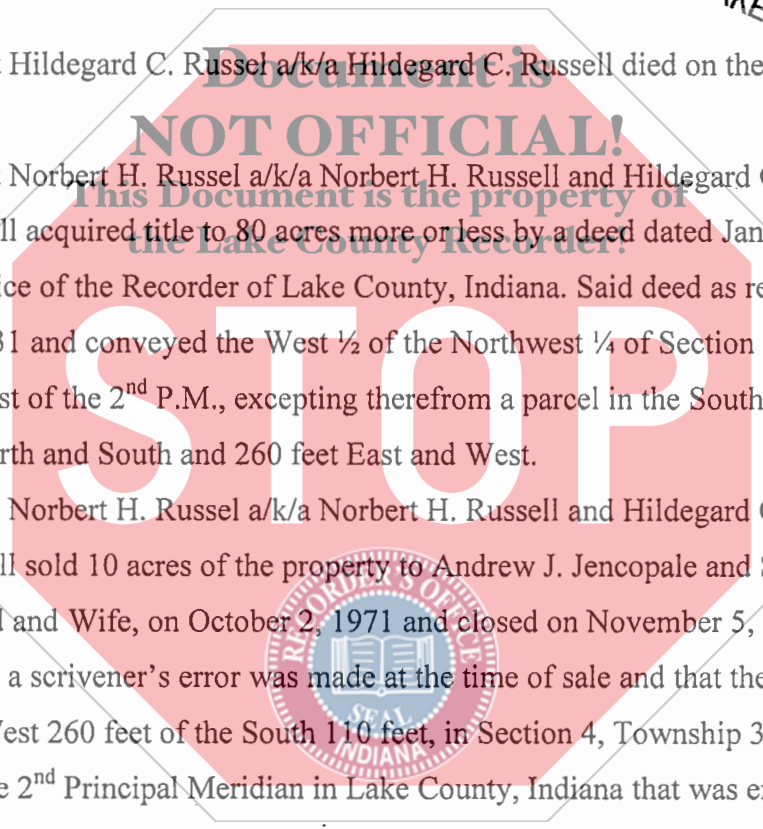 Hildegard C. Russel a/k/a Hildegard C. Russell died on the
Document is
NOT OFFICIAL!
Norbert H. Russel a/k/a Norbert H. Russell and Hildegard
This Document is the property of
ll acquired title to 80 acres more or less by a deed dated Jan
the Lake County Recorder!
ice of the Recorder of Lake County, Indiana. Said deed as re
31 and conveyed the West ½ of the Northwest ¼ of Section
st of the 2nd P.M., excepting therefrom a parcel in the South
rth and South and 260 feet East and West.
STOP
Norbert H. Russel a/k/a Norbert H. Russell and Hildegard
ll sold 10 acres of the property to Andrew J. Jencopale and
d and Wife, on October 2, 1971 and closed on November 5,
a scrivener's error was made at the time of sale and that the
West 260 feet of the South 110 feet, in Section 4, Township 3
e 2nd Principal Meridian in Lake County, Indiana that was e
RECORDER'S OFFICE
SEAL
INDIANA